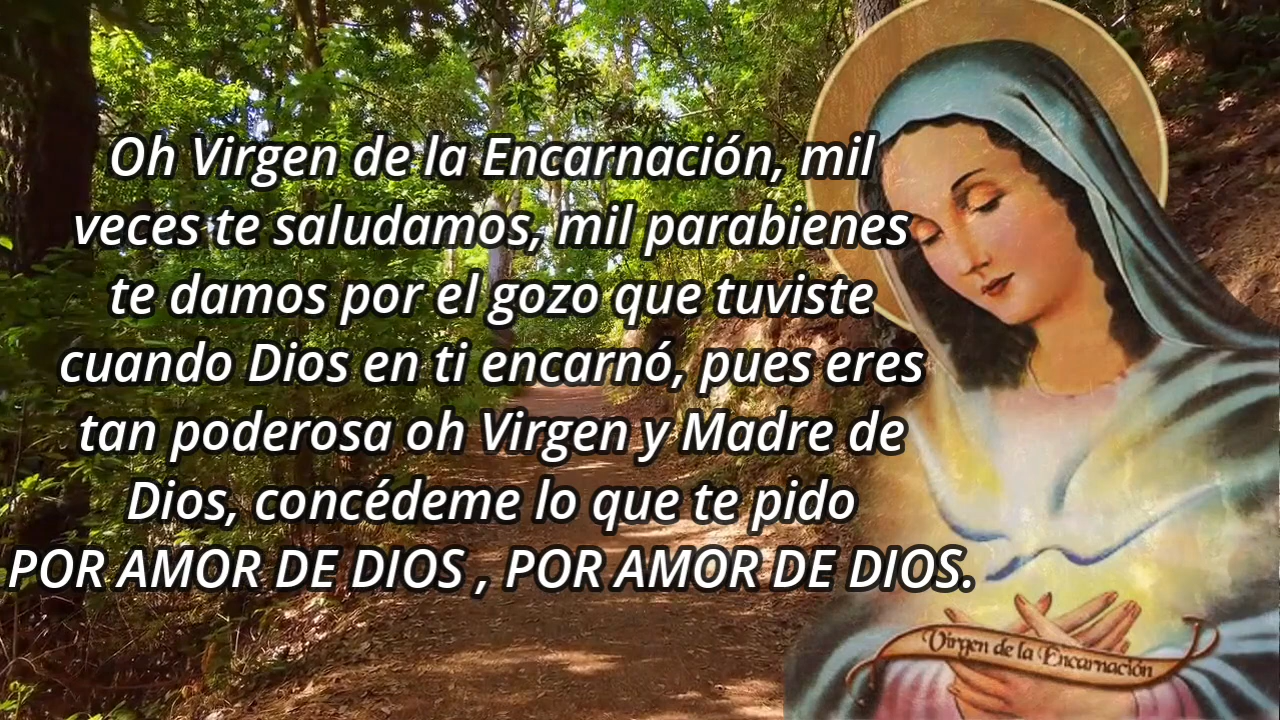 Oh Virgen de la Encarnación, mil
veces te saludamos, mil parabienes
te damos por el gozo que tuviste
cuando Dios en ti encarnó, pues eres
tan poderosa oh Virgen y Madre de
Dios, concédeme lo que te pido
POR AMOR DE DIOS , POR AMOR DE DIOS.
Virgen de la Encarnación